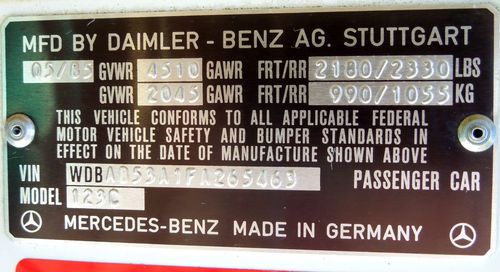 MFD BY DAIMLER - BENZ AG. STUTTGART
05/85 GVWR 4510 GAWR FRT/RR 2180/2330 LBS
GVWR 2045 GAWR FRT/RR 990/1055 KG
THIS VEHICLE CONFORMS TO ALL APPLICABLE FEDERAL
MOTOR VEHICLE SAFETY AND BUMPER STANDARDS IN
EFFECT ON THE DATE OF MANUFACTURE SHOWN ABOVE
VIN WDBAB53A1FA265463 PASSENGER CAR
MODEL 123C
MERCEDES-BENZ MADE IN GERMANY